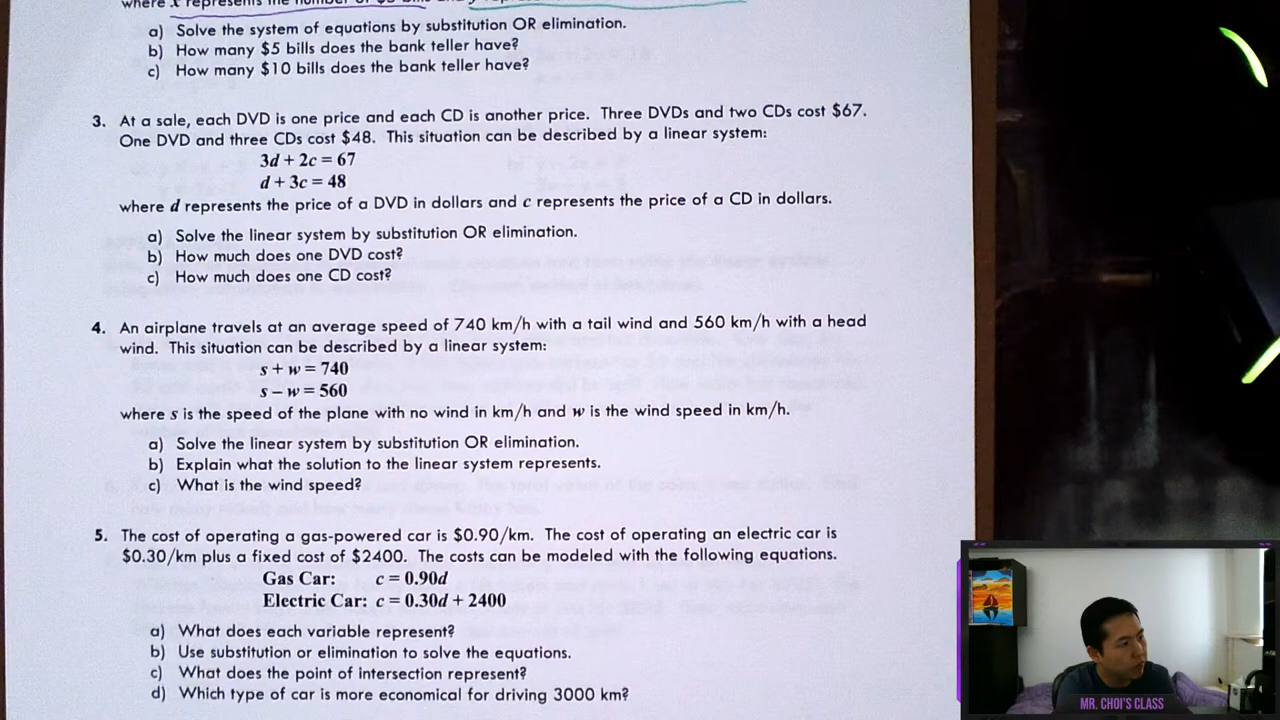 where x represents the number of $5 bills and y
a) Solve the system of equations by substitution OR elimination.
b) How many $5 bills does the bank teller have?
c) How many $10 bills does the bank teller have?
3. At a sale, each DVD is one price and each CD is another price. Three DVDs and two CDs cost $67.
One DVD and three CDs cost $48. This situation can be described by a linear system:
3d + 2c = 67
d + 3c = 48
where d represents the price of a DVD in dollars and c represents the price of a CD in dollars.
a) Solve the linear system by substitution OR elimination.
b) How much does one DVD cost?
c) How much does one CD cost?
4. An airplane travels at an average speed of 740 km/h with a tail wind and 560 km/h with a head
wind. This situation can be described by a linear system:
s + w = 740
s – w = 560
where s is the speed of the plane with no wind in km/h and w is the wind speed in km/h.
a) Solve the linear system by substitution OR elimination.
b) Explain what the solution to the linear system represents.
c) What is the wind speed?
5. The cost of operating a gas-powered car is $0.90/km. The cost of operating an electric car is
$0.30/km plus a fixed cost of $2400. The costs can be modeled with the following equations.
Gas Car: c = 0.90d
Electric Car: c = 0.30d + 2400
a) What does each variable represent?
b) Use substitution or elimination to solve the equations.
c) What does the point of intersection represent?
d) Which type of car is more economical for driving 3000 km?
MR. CHOI'S CLASS